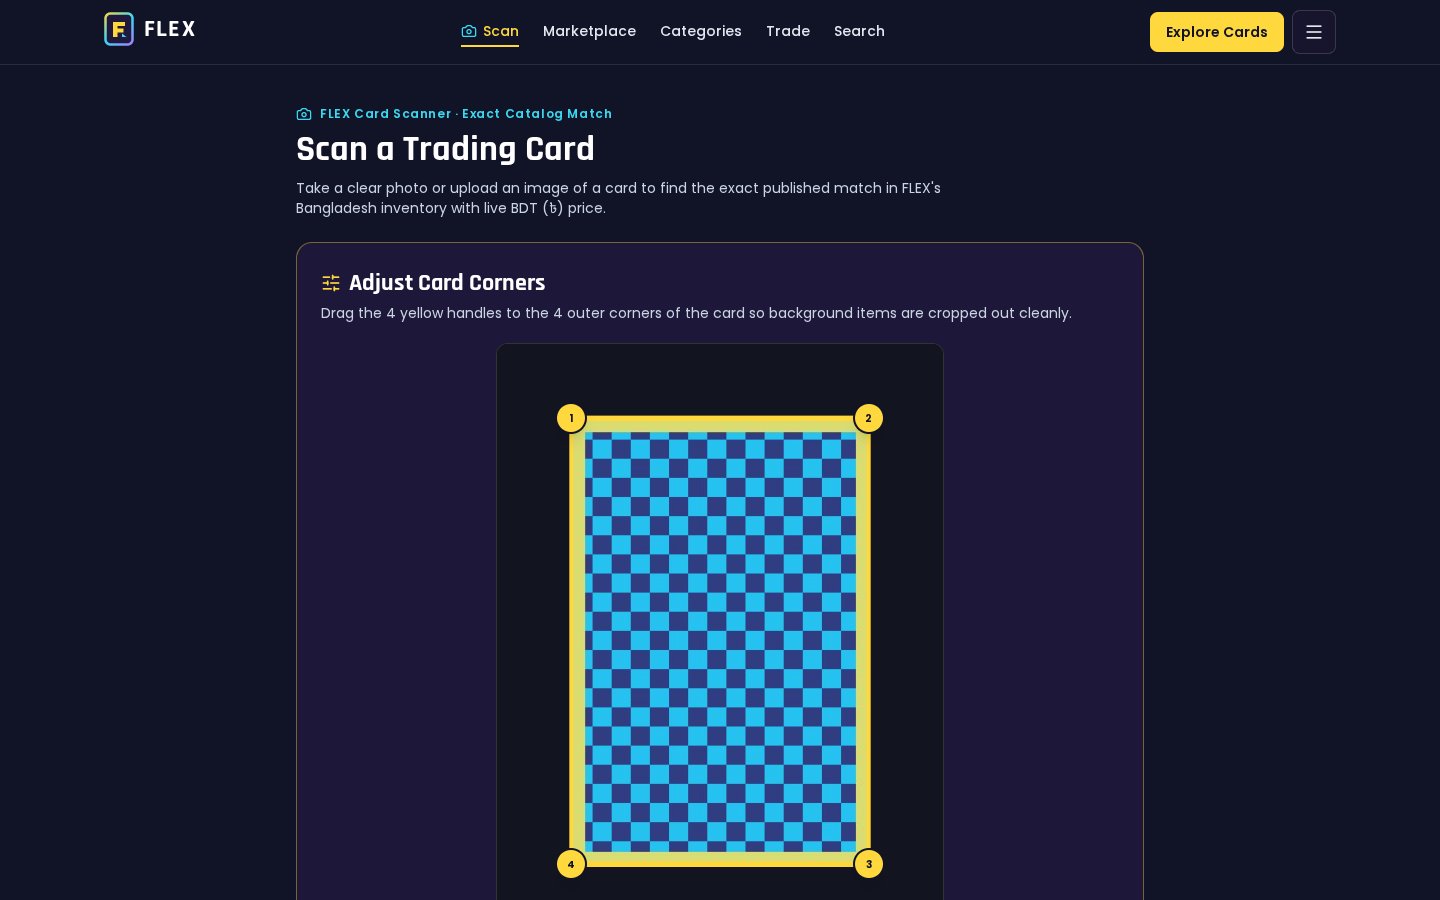 FLEX
Scan Marketplace Categories Trade Search
Explore Cards
FLEX Card Scanner · Exact Catalog Match
Scan a Trading Card
Take a clear photo or upload an image of a card to find the exact published match in FLEX's
Bangladesh inventory with live BDT (৳) price.
Adjust Card Corners
Drag the 4 yellow handles to the 4 outer corners of the card so background items are cropped out cleanly.
1 2
4 3